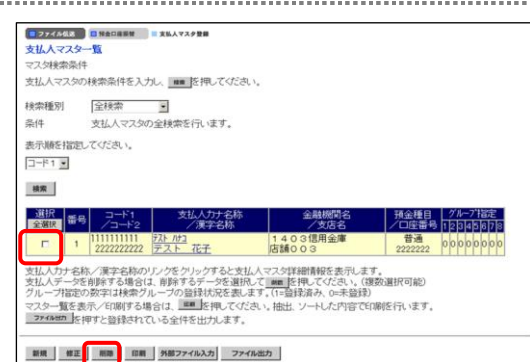 ファイル伝送 預金口座振替 支払人マスタ登録
支払人マスター覧
マスタ検索条件
支払人マスタの検索条件を入力し、検索を押してください。
検索種別 全検索
条件 支払人マスタの全検索を行います。
表示順を指定してください。
コード1
検索
選択 番号 コード1 支払人カナ名称 金融機関名 預金種目 グループ指定
全選択 /コード2 /漢字名称 /支店名 /口座番号 1 2 3 4 5 6 7 8
1 1111111111 テスト ハナコ 1403信用金庫 普通 0 0 0 0 0 0 0 0
2222222222 テスト 花子 店舗003 2222222
支払人カナ名称/漢字名称のリンクをクリックすると支払人マスタ詳細情報を表示します。
支払人データを削除する場合は、削除するデータを選択して削除を押してください。(複数選択可能)
グループ指定の数字は検索グループの登録状況を表します。(1=登録済み、0=未登録)
マスター覧を表示/印刷する場合は、印刷を押してください。抽出、ソートした内容で印刷を行います。
ファイル出力を押すと登録されている全件を出力します。
新規 修正 削除 印刷 外部ファイル入力 ファイル出力